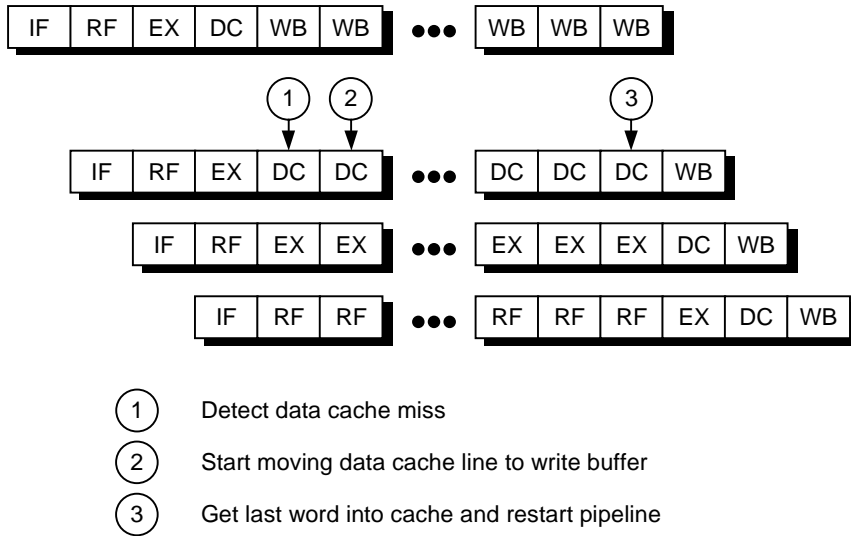 IF RF EX DC WB WB ●●● WB WB WB
1 2 3
IF RF EX DC DC ●●● DC DC DC WB
IF RF EX EX ●●● EX EX EX DC WB
IF RF RF ●●● RF RF RF EX DC WB
1 Detect data cache miss
2 Start moving data cache line to write buffer
3 Get last word into cache and restart pipeline